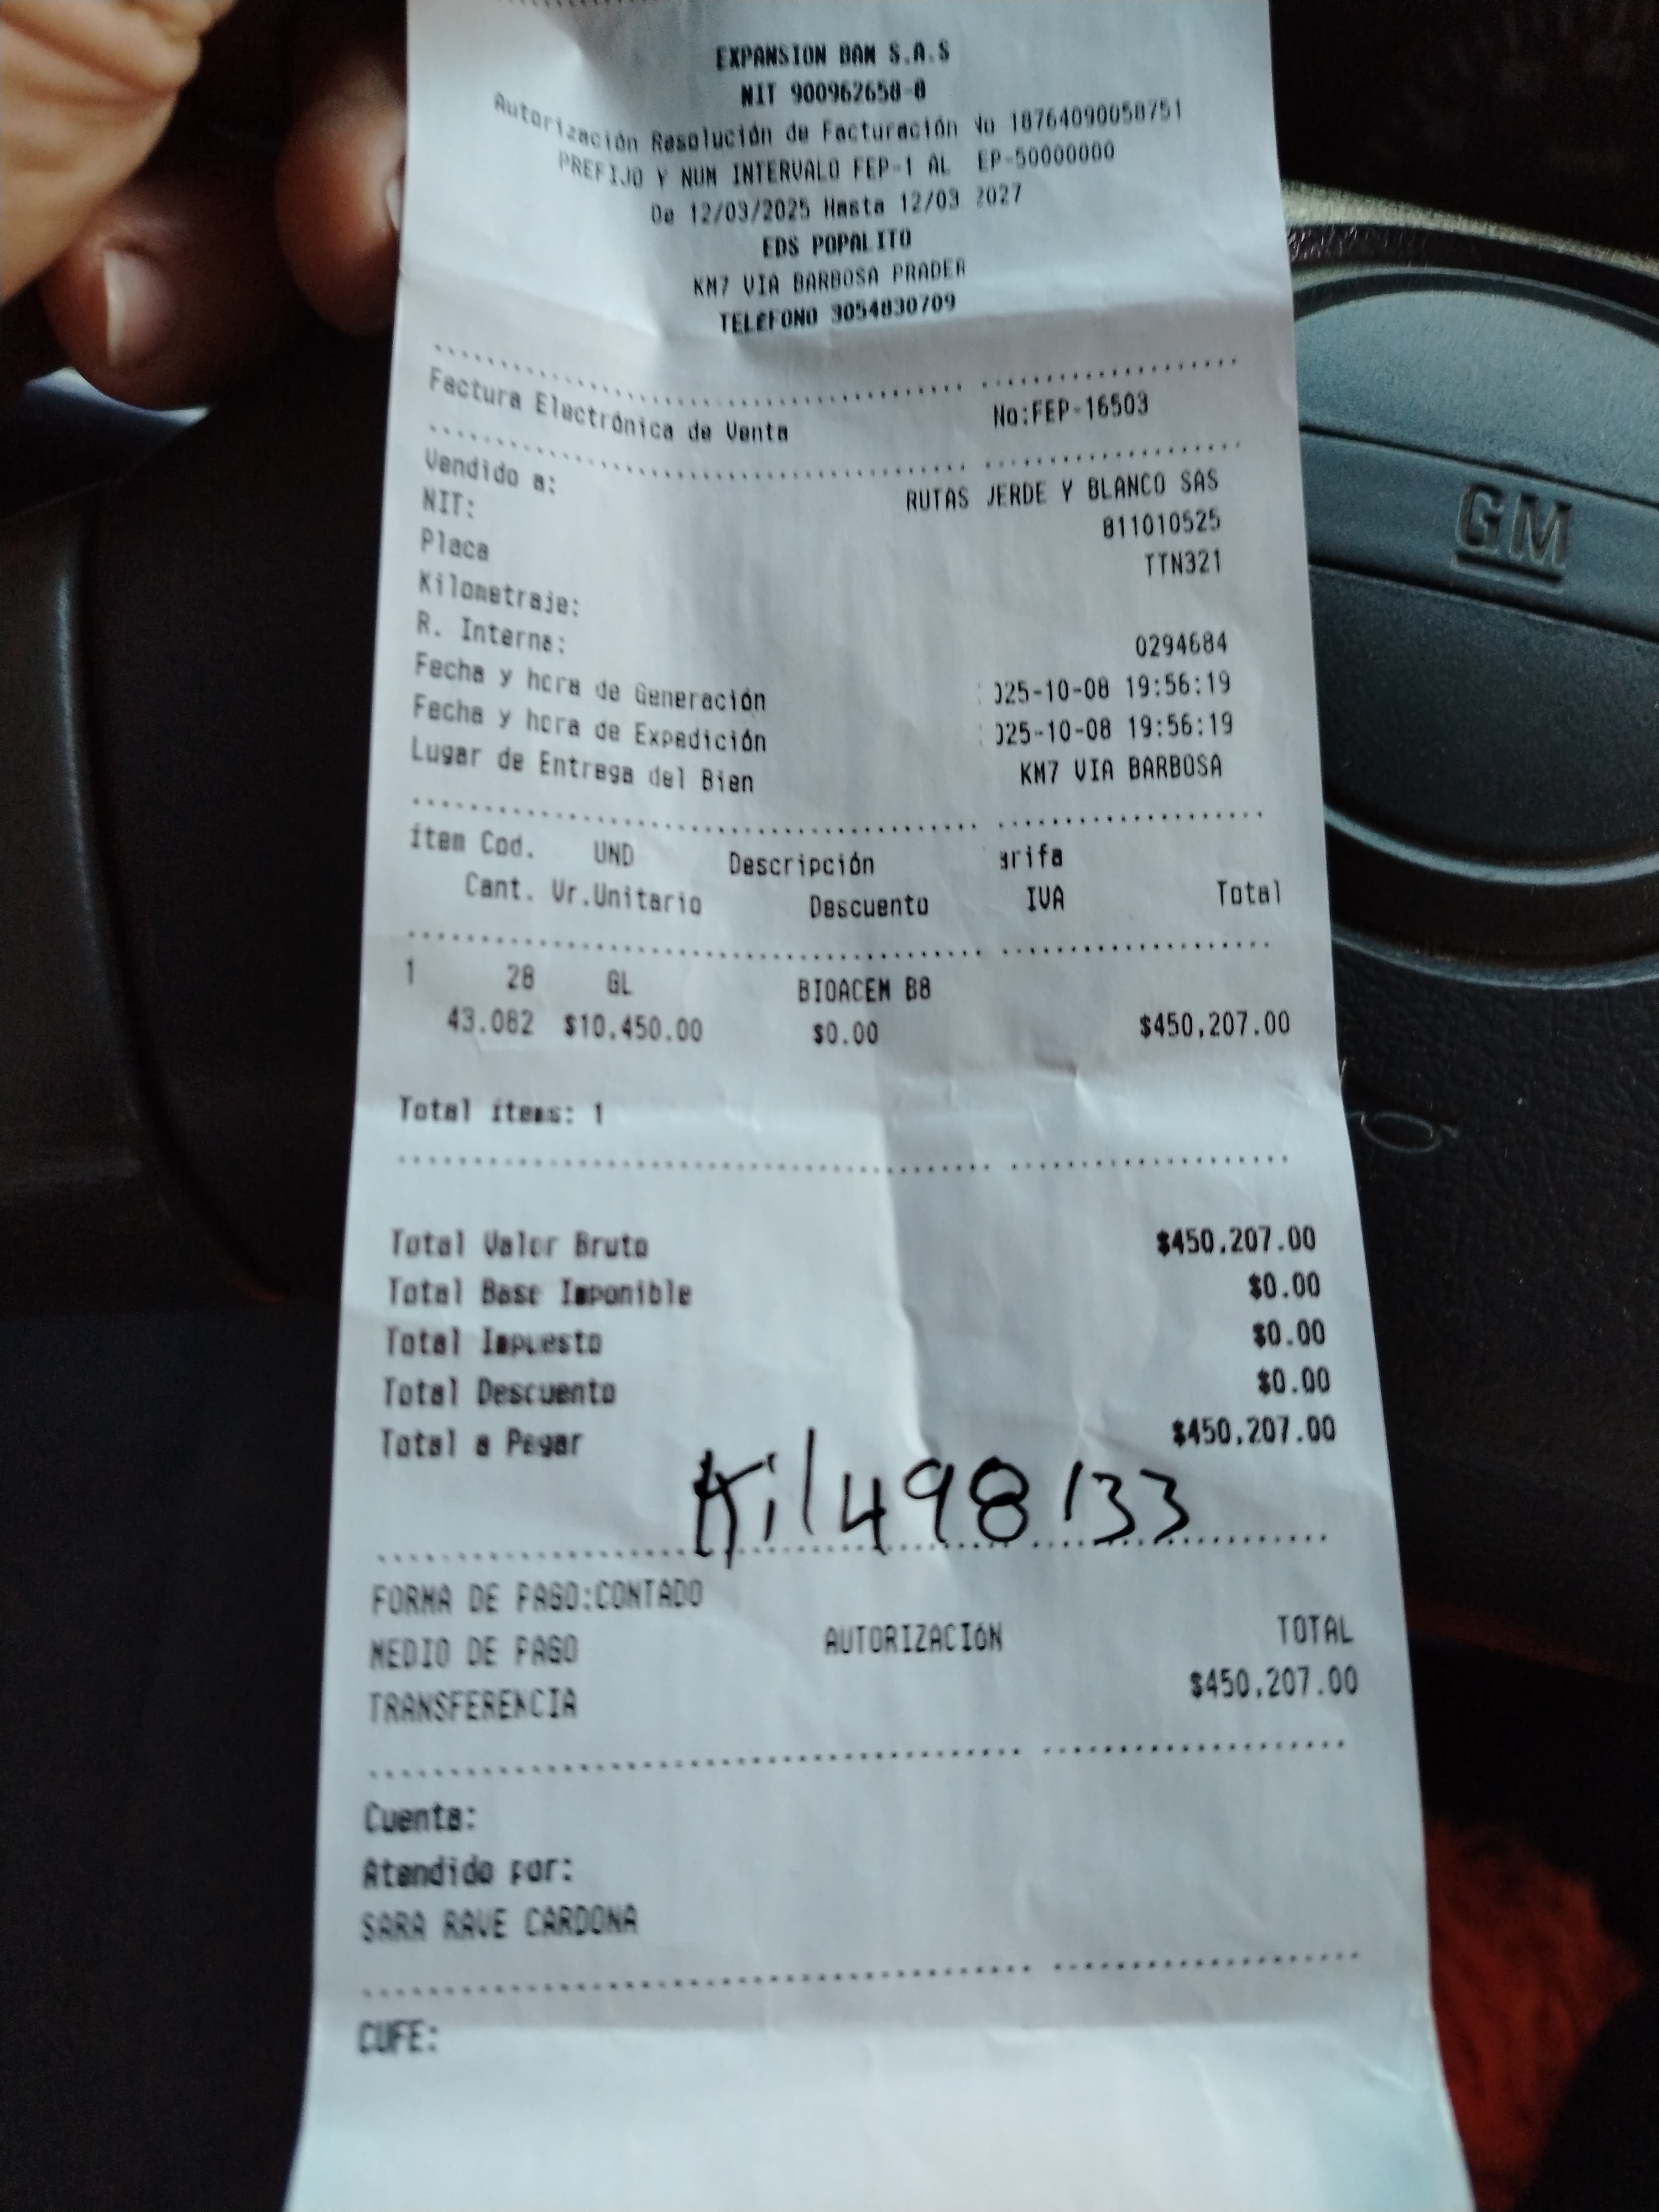 EXPANSION BAM S.A.S
NIT 900962658-8
Autorización Resolución de Facturación No 18764090058751
PREFIJO Y NUM INTERVALO FEP-1 AL EP-50000000
De 12/03/2025 Hasta 12/03 2027
EDS POPALITO
KM7 VIA BARBOSA PRADER
TELEFONO 3054830709
Factura Electrónica de Venta No:FEP-16503
Vendido a: RUTAS VERDE Y BLANCO SAS
NIT: 811010525
Placa TTN321
Kilometraje:
R. Interna: 0294684
Fecha y hora de Generación 025-10-08 19:56:19
Fecha y hora de Expedición 025-10-08 19:56:19
Lugar de Entrega del Bien KM7 VIA BARBOSA
ítem Cod. UND Descripción arifa
Cant. Vr.Unitario Descuento IVA Total
1 28 GL BIOACEM B8
43.082 $10,450.00 $0.00 $450,207.00
Total ítems: 1
Total Valor Bruto $450,207.00
Total Base Imponible $0.00
Total Impuesto $0.00
Total Descuento $0.00
Total a Pagar $450,207.00
Kil 498133
FORMA DE PAGO:CONTADO
MEDIO DE PAGO AUTORIZACIÓN TOTAL
TRANSFERENCIA $450,207.00
Cuenta:
Atendido por:
SARA RAVE CARDONA
CUFE:
GM